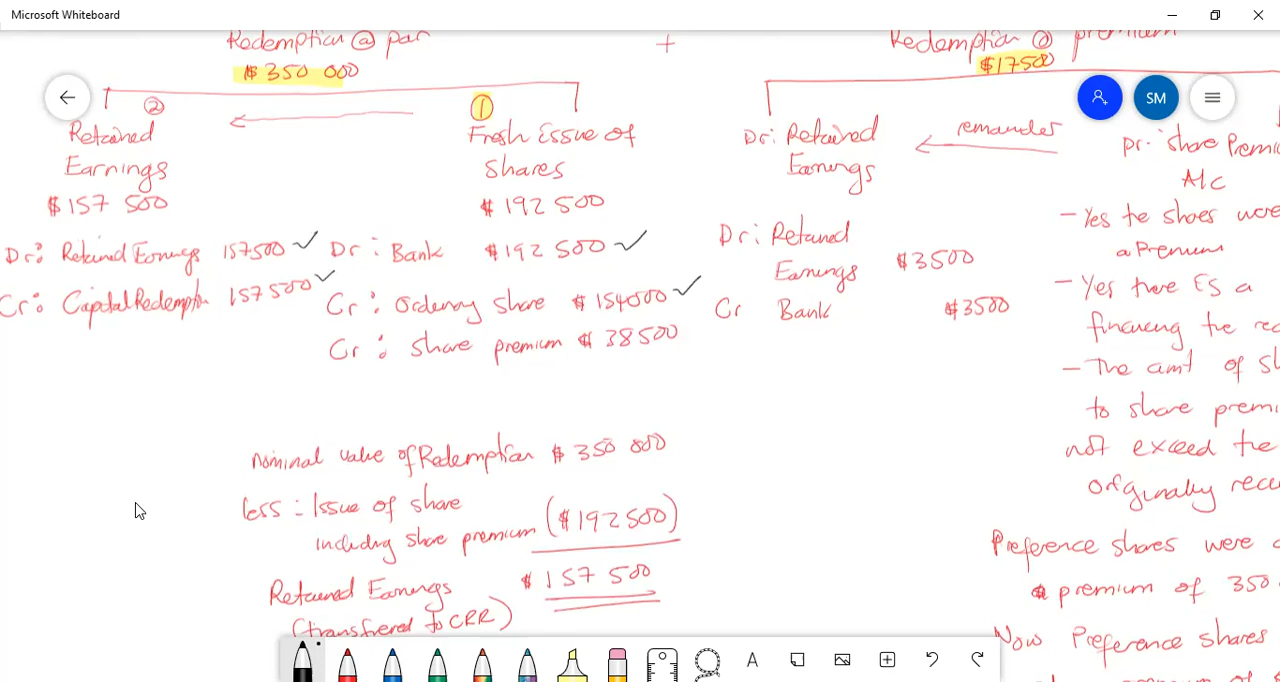 Microsoft Whiteboard
Redemption @ par
$ 350 000
+
Redemption @ premium
$17500
②
①
Retained
Earnings
$ 157 500
Fresh issue of
Shares
$ 192 500
Dr: Retained Earnings 157500 ✓
Cr: Capital Redemption 157500 ✓
Dr: Bank $192 500 ✓
Cr: Ordinary share $ 154000 ✓
Cr: share premium $ 38500
nominal value of Redemption $ 350 000
less: Issue of share
including share premium ($192500)
$ 157 500
Retained Earnings
(transfered to CRR)
Dr: Retained
Earnings
remainder
Dr: Retained
Earnings $3500
Cr Bank $3500
SM
Dr: Share Premi
A/C
- Yes the shoes were
a Premium
- Yes there is a
financing the
- The amt of
to share premi
not exceed the
originally rece
Preference shares were
a premium of 350
Now Preference shares
A